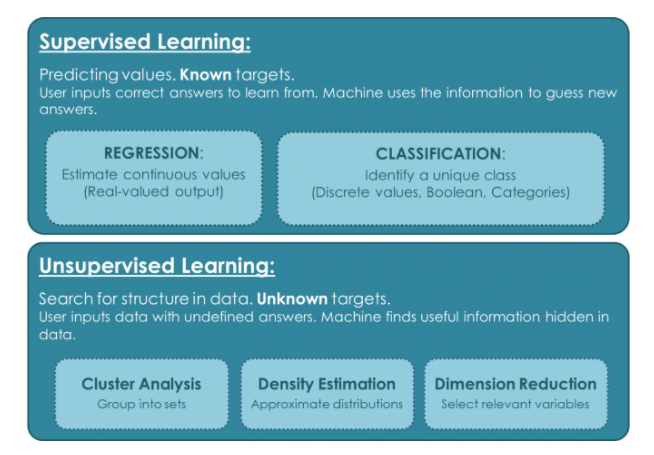 Supervised Learning:
Predicting values. Known targets.
User inputs correct answers to learn from. Machine uses the information to guess new
answers.
REGRESSION:
Estimate continuous values
(Real-valued output)
CLASSIFICATION:
Identify a unique class
(Discrete values, Boolean, Categories)
Unsupervised Learning:
Search for structure in data. Unknown targets.
User inputs data with undefined answers. Machine finds useful information hidden in
data.
Cluster Analysis
Group into sets
Density Estimation
Approximate distributions
Dimension Reduction
Select relevant variables